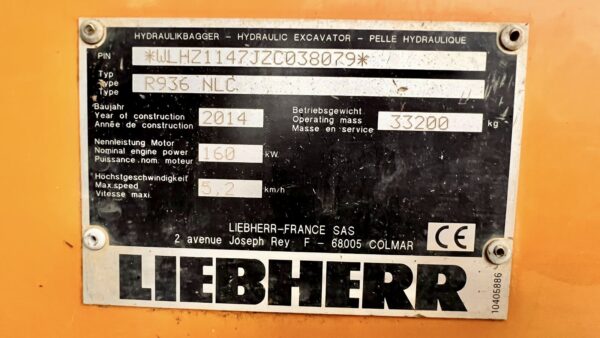 HYDRAULIKBAGGER - HYDRAULIC EXCAVATOR - PELLE HYDRAULIQUE
PIN *WLHZ1147JZC038079*
Typ
Type R936 NLC
Type
Baujahr
Year of construction 2014
Année de construction
Betriebsgewicht
Operating mass 33200 kg
Masse en service
Nennleistung Motor
Nominal engine power 160 kW
Puissance nom. moteur
Höchstgeschwindigkeit
Max.speed 5,2 km/h
Vitesse maxi.
LIEBHERR-FRANCE SAS
2 avenue Joseph Rey F - 68005 COLMAR
CE
LIEBHERR
10405886